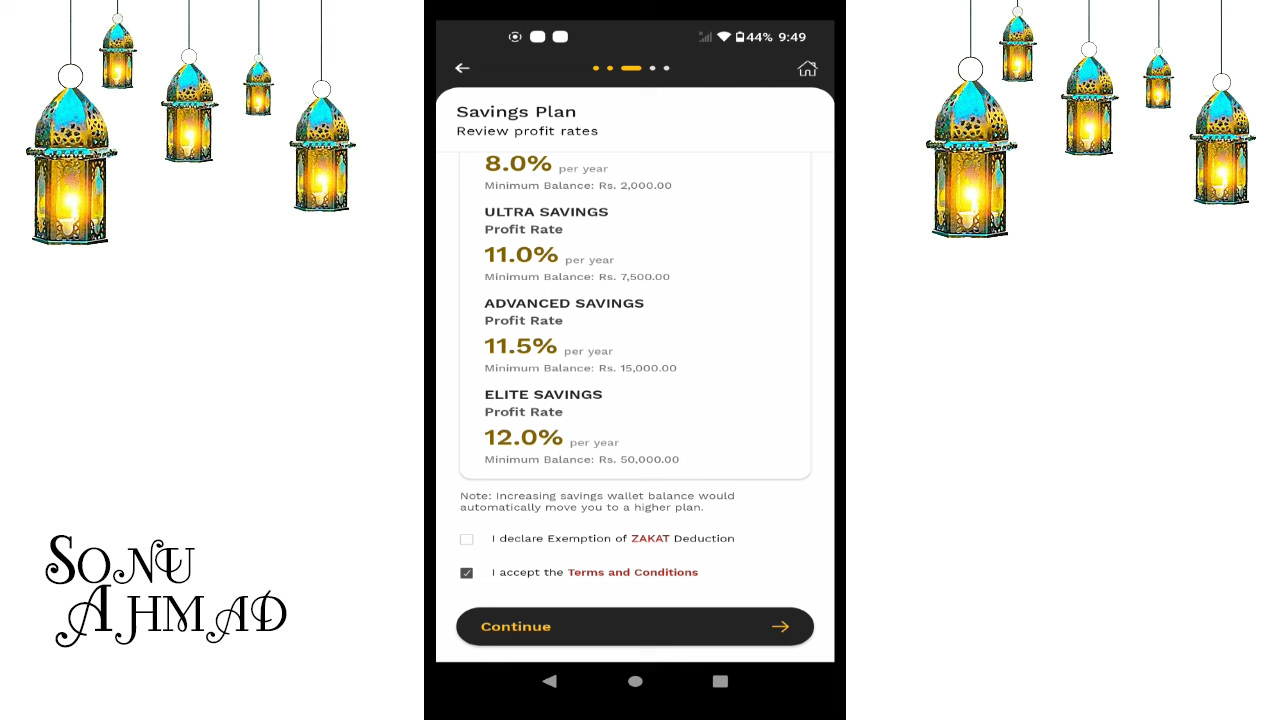 44% 9:49
Savings Plan
Review profit rates
8.0% per year
Minimum Balance: Rs. 2,000.00
ULTRA SAVINGS
Profit Rate
11.0% per year
Minimum Balance: Rs. 7,500.00
ADVANCED SAVINGS
Profit Rate
11.5% per year
Minimum Balance: Rs. 15,000.00
ELITE SAVINGS
Profit Rate
12.0% per year
Minimum Balance: Rs. 50,000.00
Note: Increasing savings wallet balance would
automatically move you to a higher plan.
I declare Exemption of ZAKAT Deduction
I accept the Terms and Conditions
Continue
SONU
AHMAD